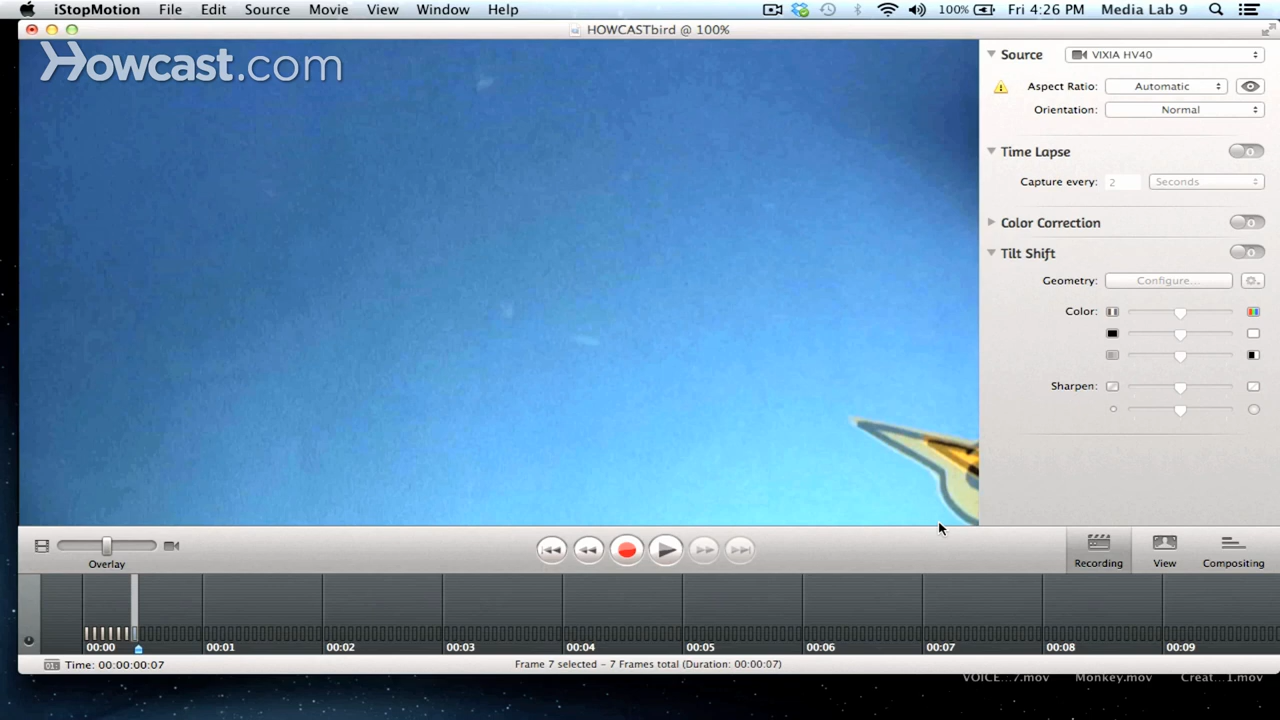 iStopMotion File Edit Source Movie View Window Help 100% Fri 4:26 PM Media Lab 9
HOWCASTbird @ 100%
Howcast.com
Source VIXIA HV40
Aspect Ratio: Automatic
Orientation: Normal
Time Lapse
Capture every: 2 Seconds
Color Correction
Tilt Shift
Geometry: Configure...
Color:
Sharpen:
Overlay
Recording View Compositing
00:00 00:01 00:02 00:03 00:04 00:05 00:06 00:07 00:08 00:09
Time: 00:00:00:07 Frame 7 selected – 7 Frames total (Duration: 00:00:07)
VOICE...7.mov Monkey.mov Creat...1.mov